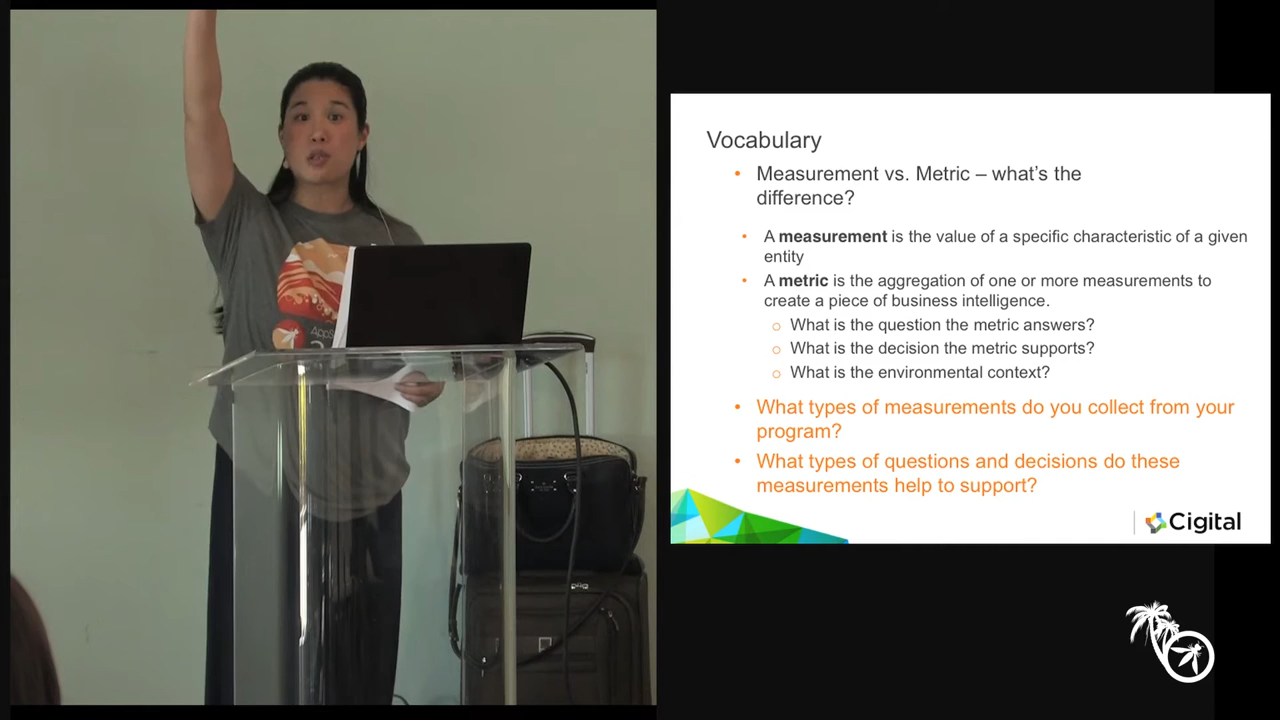 Vocabulary
• Measurement vs. Metric – what's the
difference?
• A measurement is the value of a specific characteristic of a given
entity
• A metric is the aggregation of one or more measurements to
create a piece of business intelligence.
o What is the question the metric answers?
o What is the decision the metric supports?
o What is the environmental context?
• What types of measurements do you collect from your
program?
• What types of questions and decisions do these
measurements help to support?
Cigital